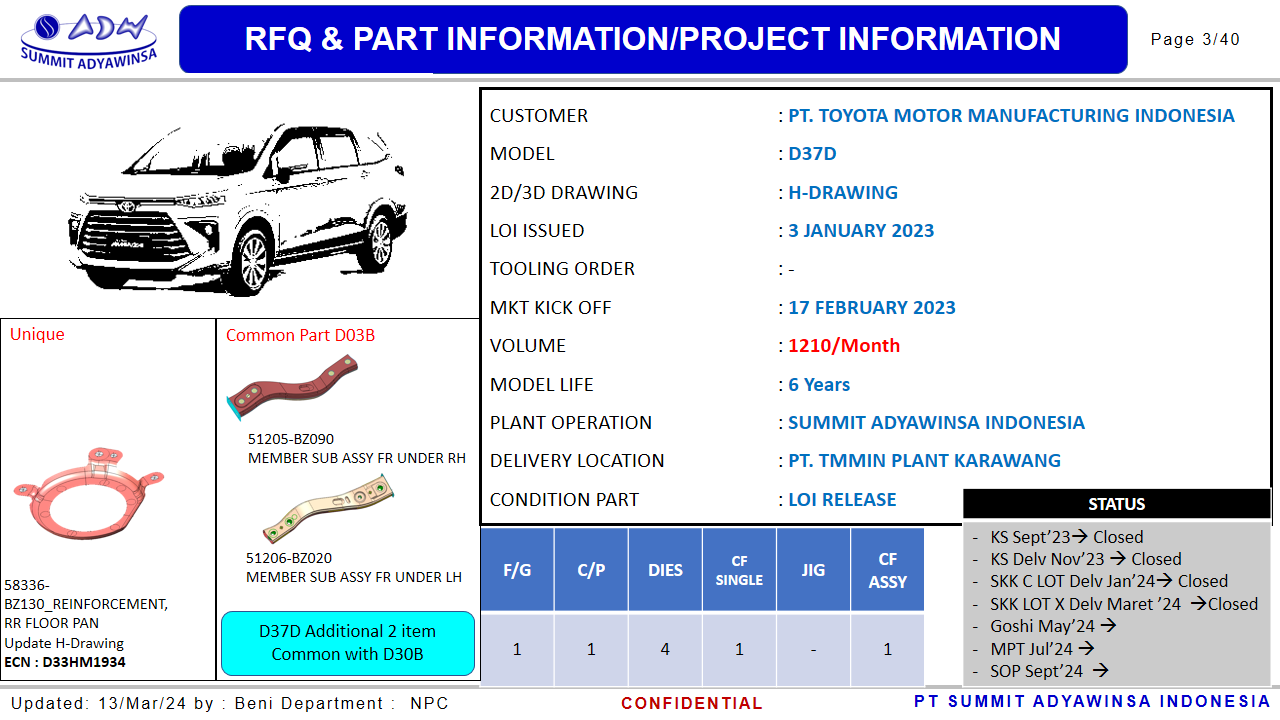 ADW
SUMMIT ADYAWINSA
RFQ & PART INFORMATION/PROJECT INFORMATION
Page 3/40
CUSTOMER : PT. TOYOTA MOTOR MANUFACTURING INDONESIA
MODEL : D37D
2D/3D DRAWING : H-DRAWING
LOI ISSUED : 3 JANUARY 2023
TOOLING ORDER : -
MKT KICK OFF : 17 FEBRUARY 2023
VOLUME : 1210/Month
MODEL LIFE : 6 Years
PLANT OPERATION : SUMMIT ADYAWINSA INDONESIA
DELIVERY LOCATION : PT. TMMIN PLANT KARAWANG
CONDITION PART : LOI RELEASE
Unique
58336-
BZ130_REINFORCEMENT,
RR FLOOR PAN
Update H-Drawing
ECN : D33HM1934
Common Part D03B
51205-BZ090
MEMBER SUB ASSY FR UNDER RH
51206-BZ020
MEMBER SUB ASSY FR UNDER LH
D37D Additional 2 item
Common with D30B
F/G C/P DIES CF SINGLE JIG CF ASSY
1 1 4 1 - 1
STATUS
- KS Sept’23→ Closed
- KS Delv Nov’23 → Closed
- SKK C LOT Delv Jan’24→ Closed
- SKK LOT X Delv Maret ’24 →Closed
- Goshi May’24 →
- MPT Jul’24 →
- SOP Sept’24 →
Updated: 13/Mar/24 by : Beni Department : NPC
CONFIDENTIAL
PT SUMMIT ADYAWINSA INDONESIA